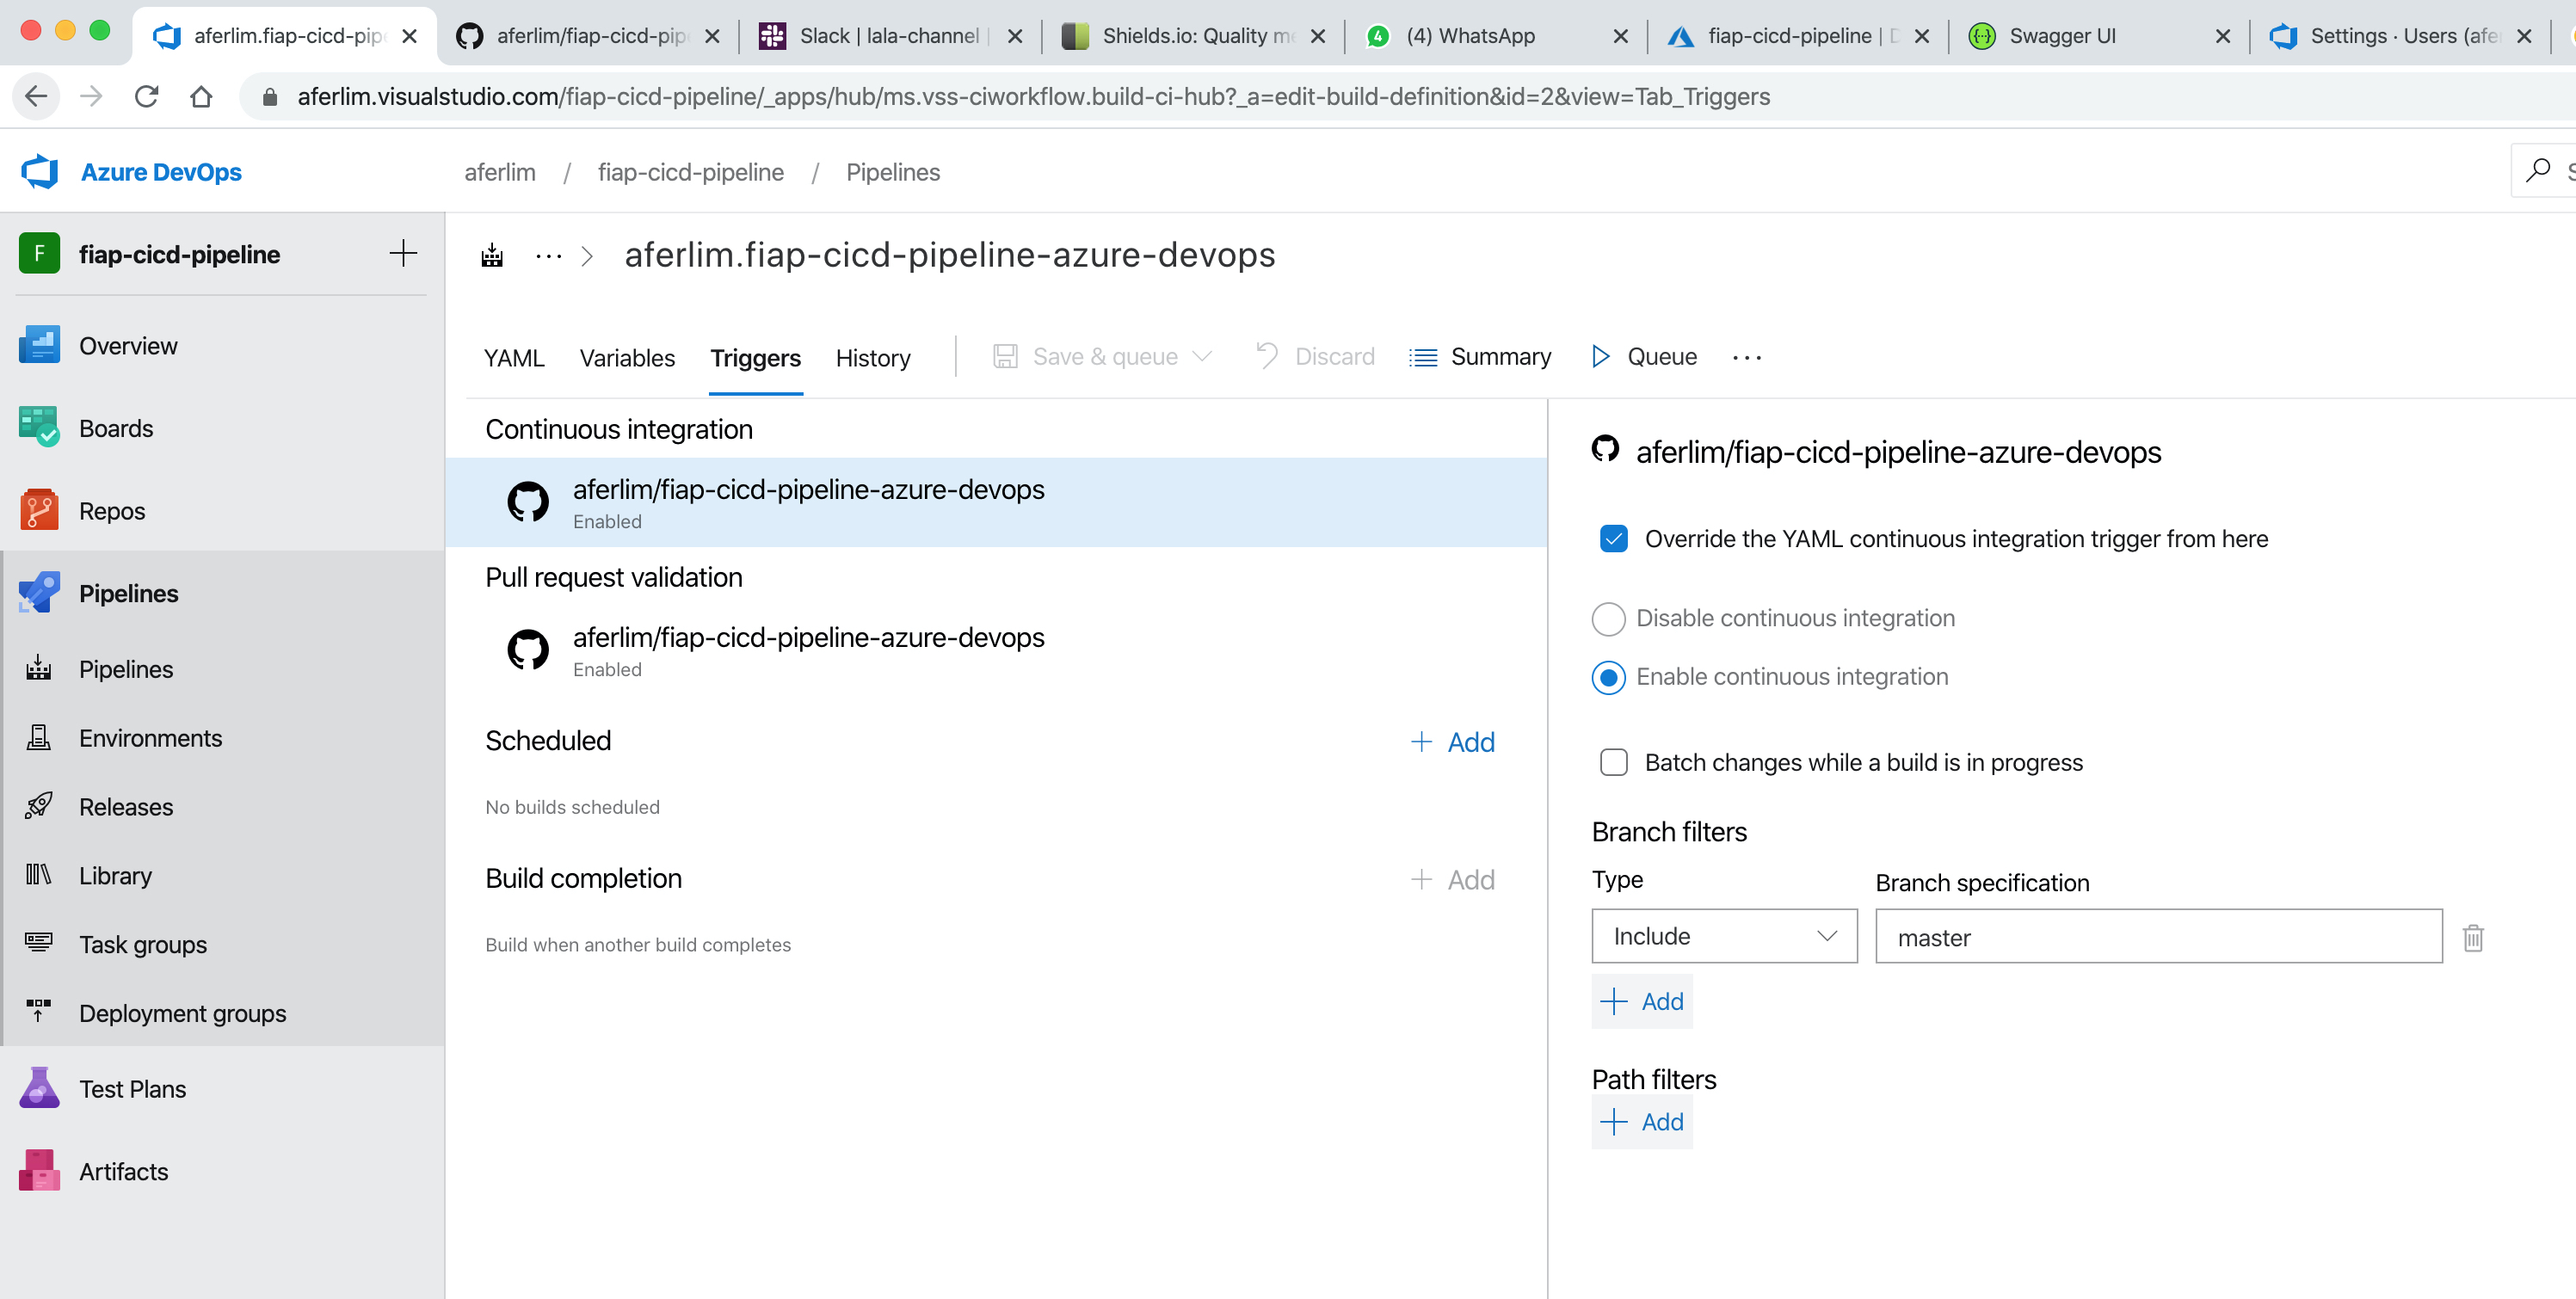 aferlim.fiap-cicd-pip
aferlim/fiap-cicd-pip
Slack | lala-channel |
Shields.io: Quality me
4
(4) WhatsApp
fiap-cicd-pipeline | D
Swagger UI
Settings · Users (afe
aferlim.visualstudio.com/fiap-cicd-pipeline/_apps/hub/ms.vss-ciworkflow.build-ci-hub?_a=edit-build-definition&id=2&view=Tab_Triggers
Azure DevOps
aferlim / fiap-cicd-pipeline / Pipelines
F
fiap-cicd-pipeline
Overview
Boards
Repos
Pipelines
Pipelines
Environments
Releases
Library
Task groups
Deployment groups
Test Plans
Artifacts
··· > aferlim.fiap-cicd-pipeline-azure-devops
YAML Variables Triggers History Save & queue Discard Summary Queue ···
Continuous integration
aferlim/fiap-cicd-pipeline-azure-devops
Enabled
Pull request validation
aferlim/fiap-cicd-pipeline-azure-devops
Enabled
Scheduled
+ Add
No builds scheduled
Build completion
+ Add
Build when another build completes
aferlim/fiap-cicd-pipeline-azure-devops
Override the YAML continuous integration trigger from here
Disable continuous integration
Enable continuous integration
Batch changes while a build is in progress
Branch filters
Type
Branch specification
Include
master
+ Add
Path filters
+ Add